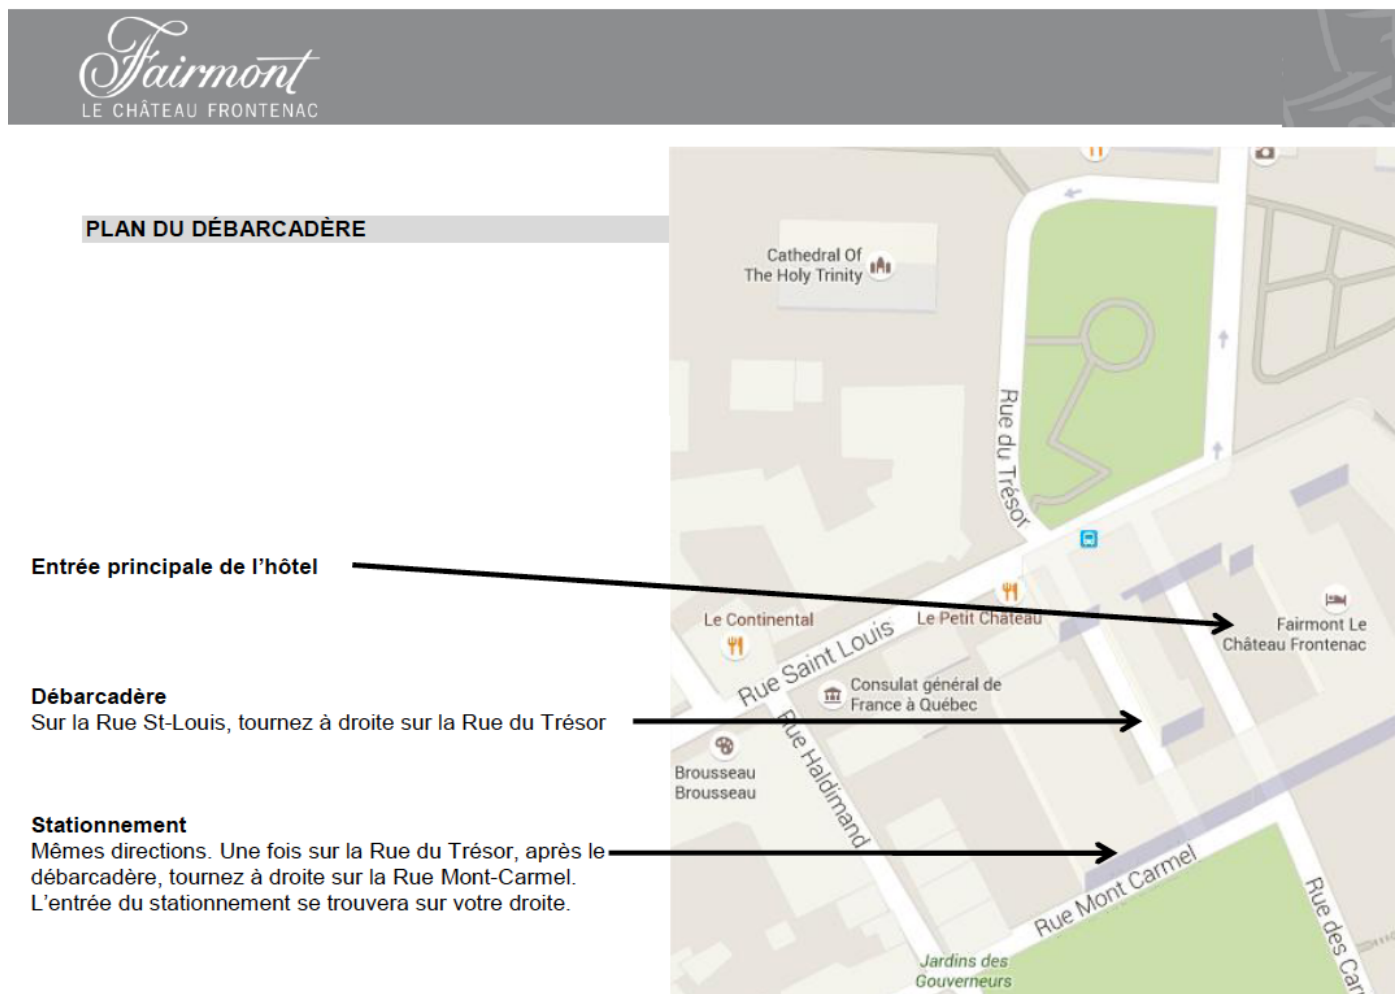 Fairmont
LE CHÂTEAU FRONTENAC
PLAN DU DÉBARCADÈRE
Entrée principale de l'hôtel
Débarcadère
Sur la Rue St-Louis, tournez à droite sur la Rue du Trésor
Stationnement
Mêmes directions. Une fois sur la Rue du Trésor, après le
débarcadère, tournez à droite sur la Rue Mont-Carmel.
L'entrée du stationnement se trouvera sur votre droite.
Cathedral Of
The Holy Trinity
Rue du Trésor
Le Continental
Le Petit Chateau
Fairmont Le
Château Frontenac
Rue Saint Louis
Consulat général de
France à Québec
Brousseau
Brousseau
Rue Haldimand
Rue Mont Carmel
Rue des Car
Jardins des
Gouverneurs